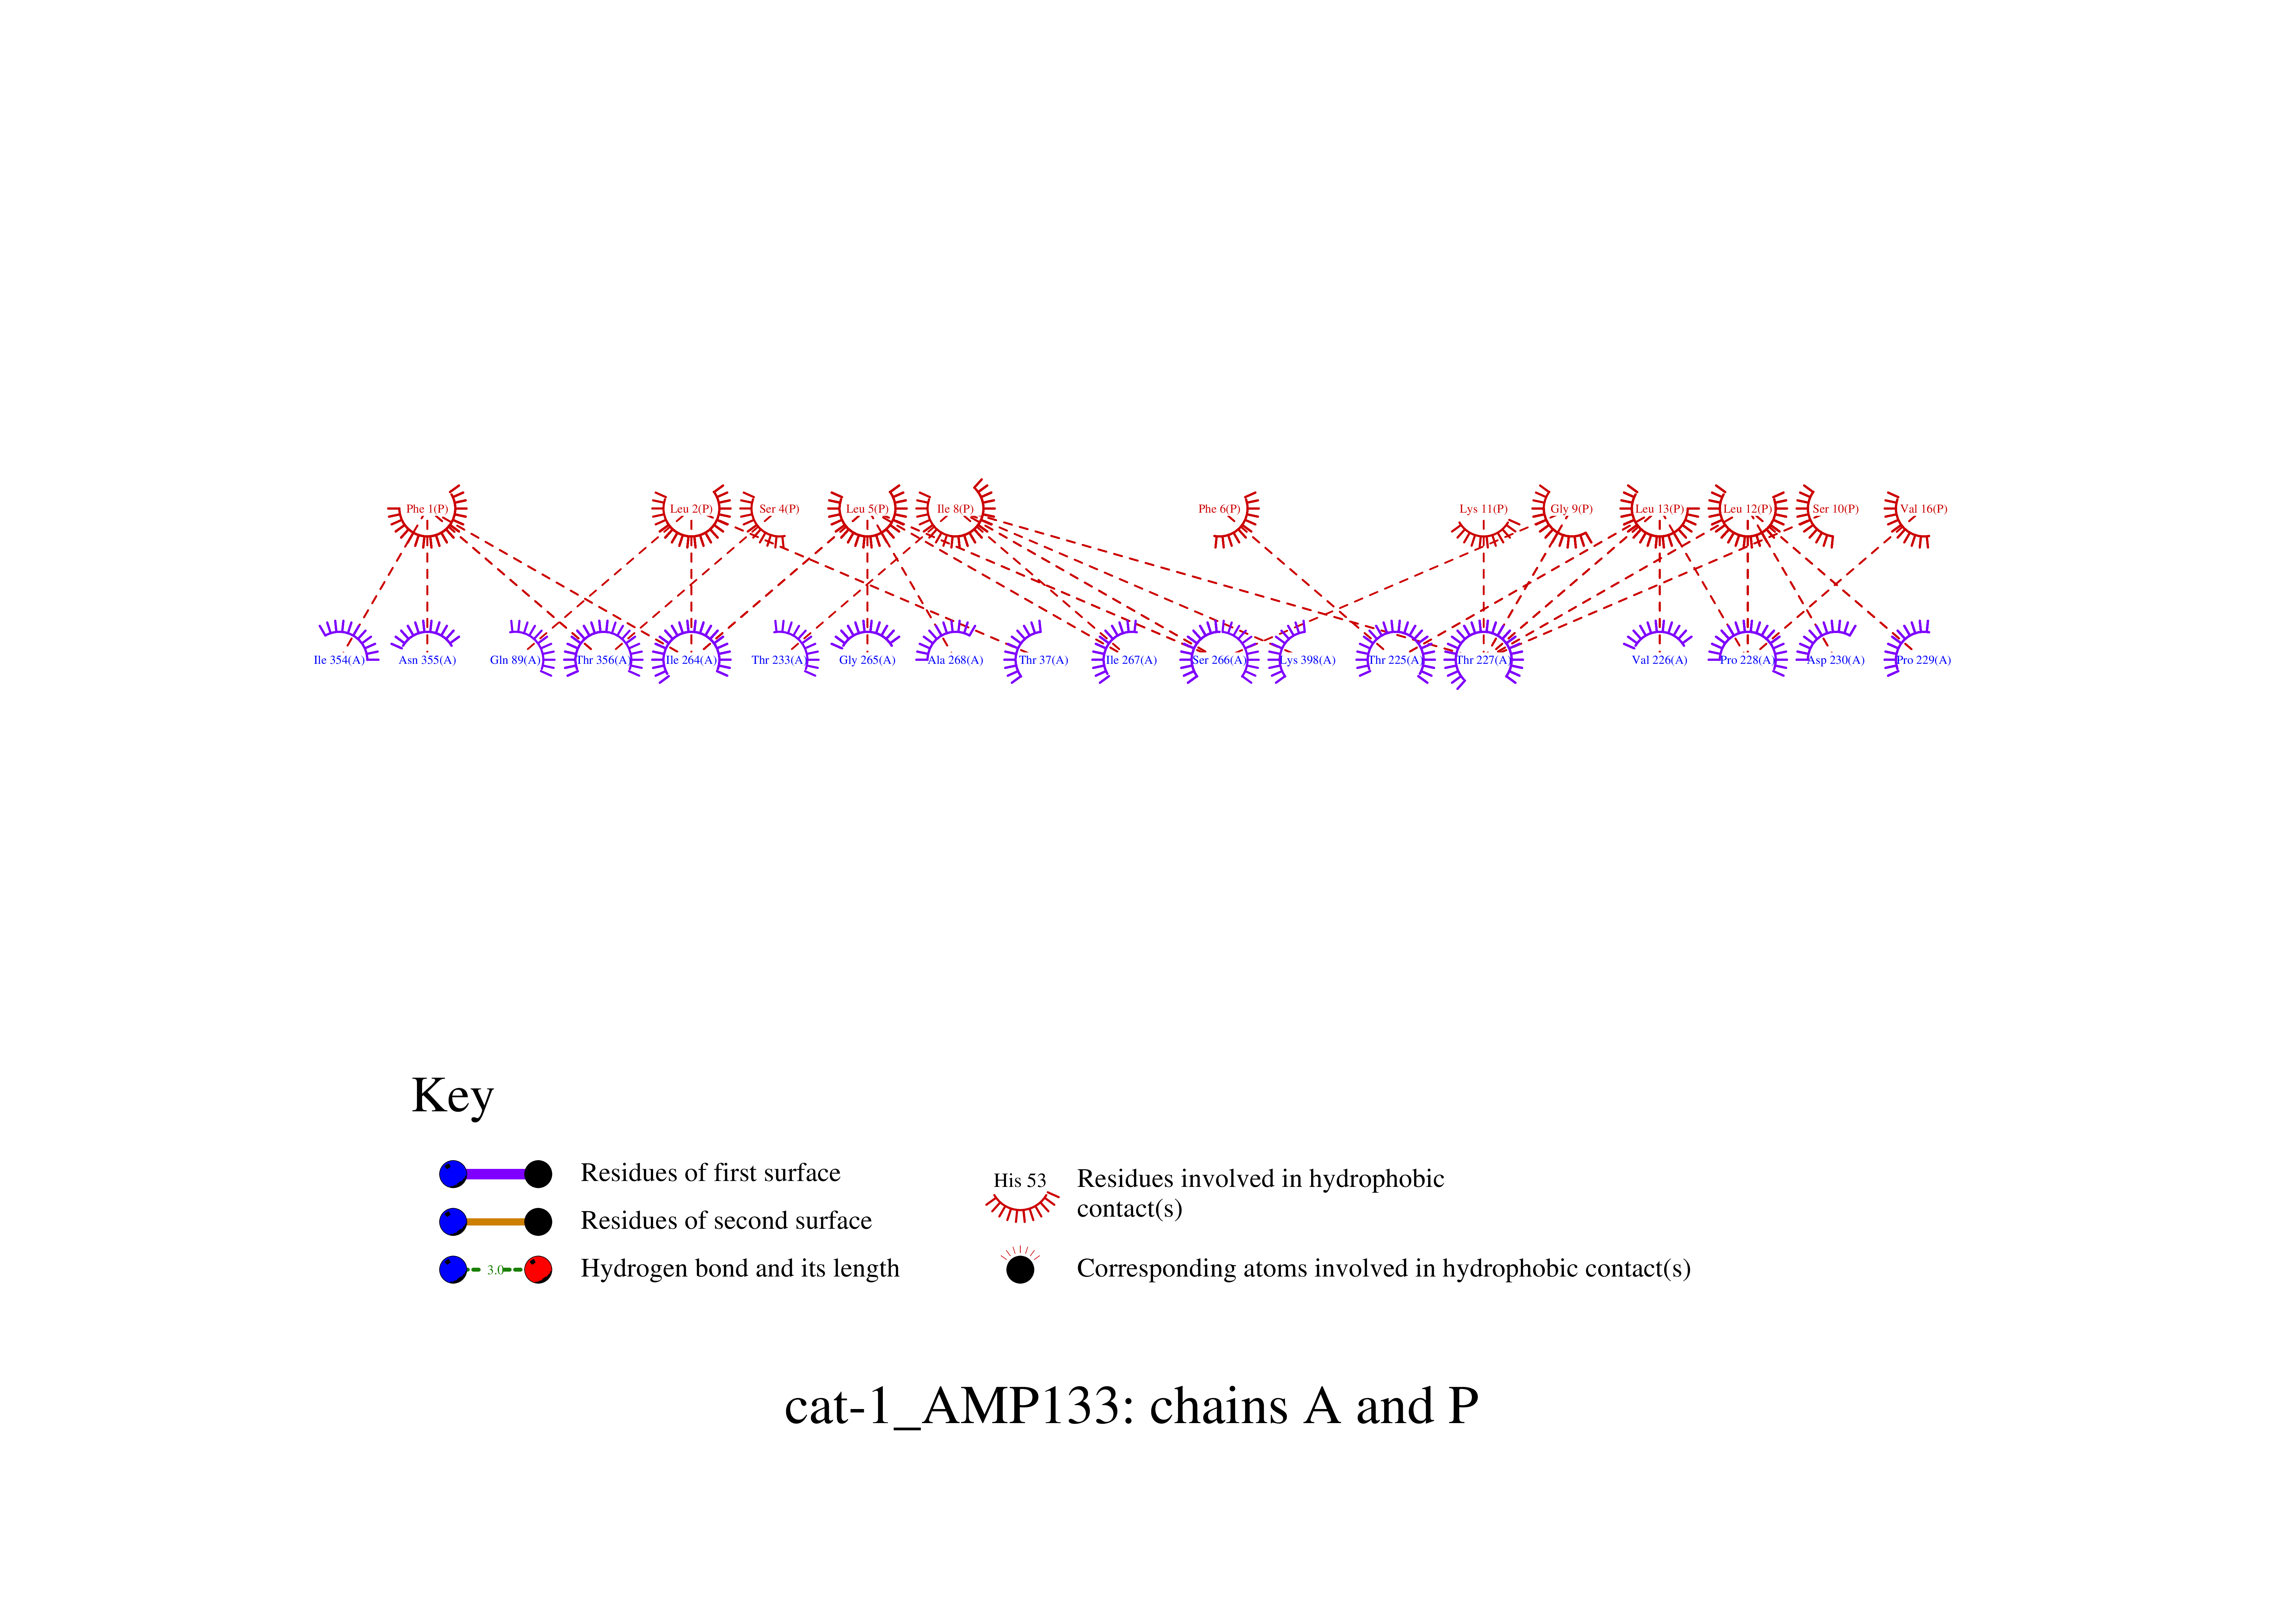 Phe 1(P) Leu 2(P) Ser 4(P) Leu 5(P) Ile 8(P) Phe 6(P) Lys 11(P) Gly 9(P) Leu 13(P) Leu 12(P) Ser 10(P) Val 16(P)
Ile 354(A) Asn 355(A) Gln 89(A) Thr 356(A) Ile 264(A) Thr 233(A) Gly 265(A) Ala 268(A) Thr 37(A) Ile 267(A) Ser 266(A) Lys 398(A) Thr 225(A) Thr 227(A) Val 226(A) Pro 228(A) Asp 230(A) Pro 229(A)
Key
Residues of first surface
Residues of second surface
3.0 Hydrogen bond and its length
His 53 Residues involved in hydrophobic
contact(s)
Corresponding atoms involved in hydrophobic contact(s)
cat-1_AMP133: chains A and P